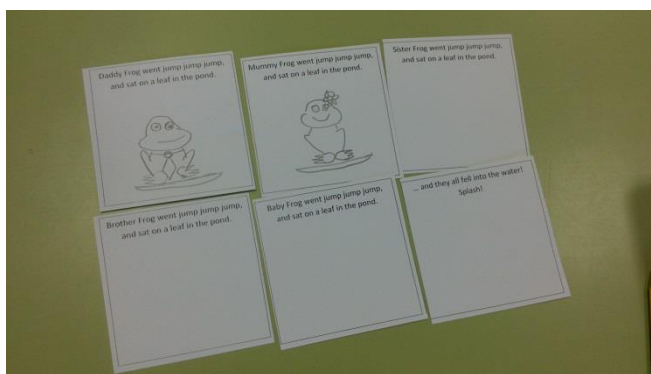 Daddy Frog went jump jump jump,
and sat on a leaf in the pond.
Mummy Frog went jump jump jump,
and sat on a leaf in the pond.
Sister Frog went jump jump jump,
and sat on a leaf in the pond.
Brother Frog went jump jump jump,
and sat on a leaf in the pond.
Baby Frog went jump jump jump,
and sat on a leaf in the pond.
... and they all fell into the water!
Splash!